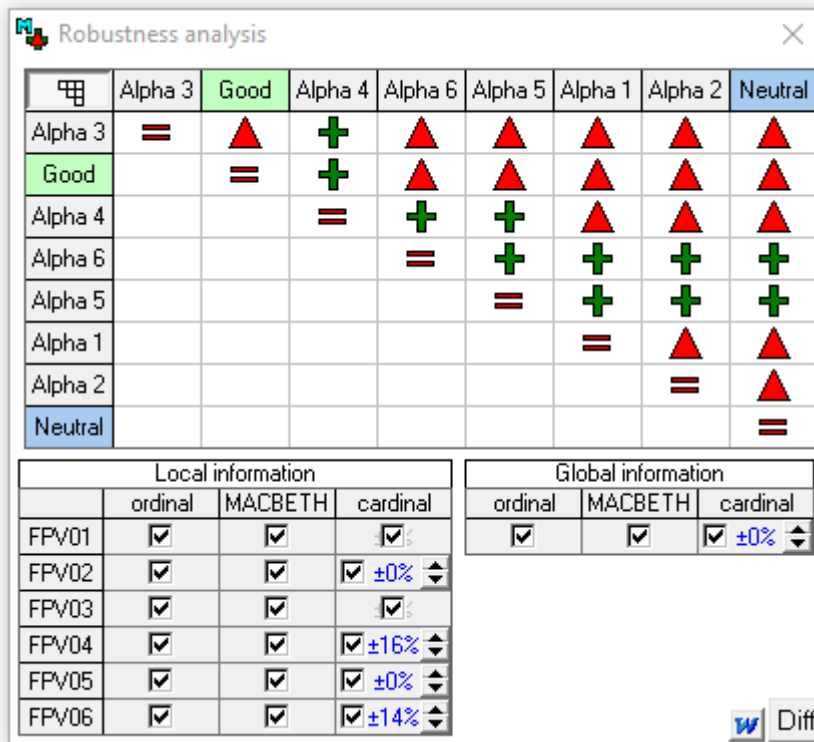 Robustness analysis
Alpha 3 Good Alpha 4 Alpha 6 Alpha 5 Alpha 1 Alpha 2 Neutral
Alpha 3
Good
Alpha 4
Alpha 6
Alpha 5
Alpha 1
Alpha 2
Neutral
Local information Global information
ordinal MACBETH cardinal ordinal MACBETH cardinal
FPV01 ±0%
FPV02 ±0%
FPV03
FPV04 ±16%
FPV05 ±0%
FPV06 ±14%
Diff